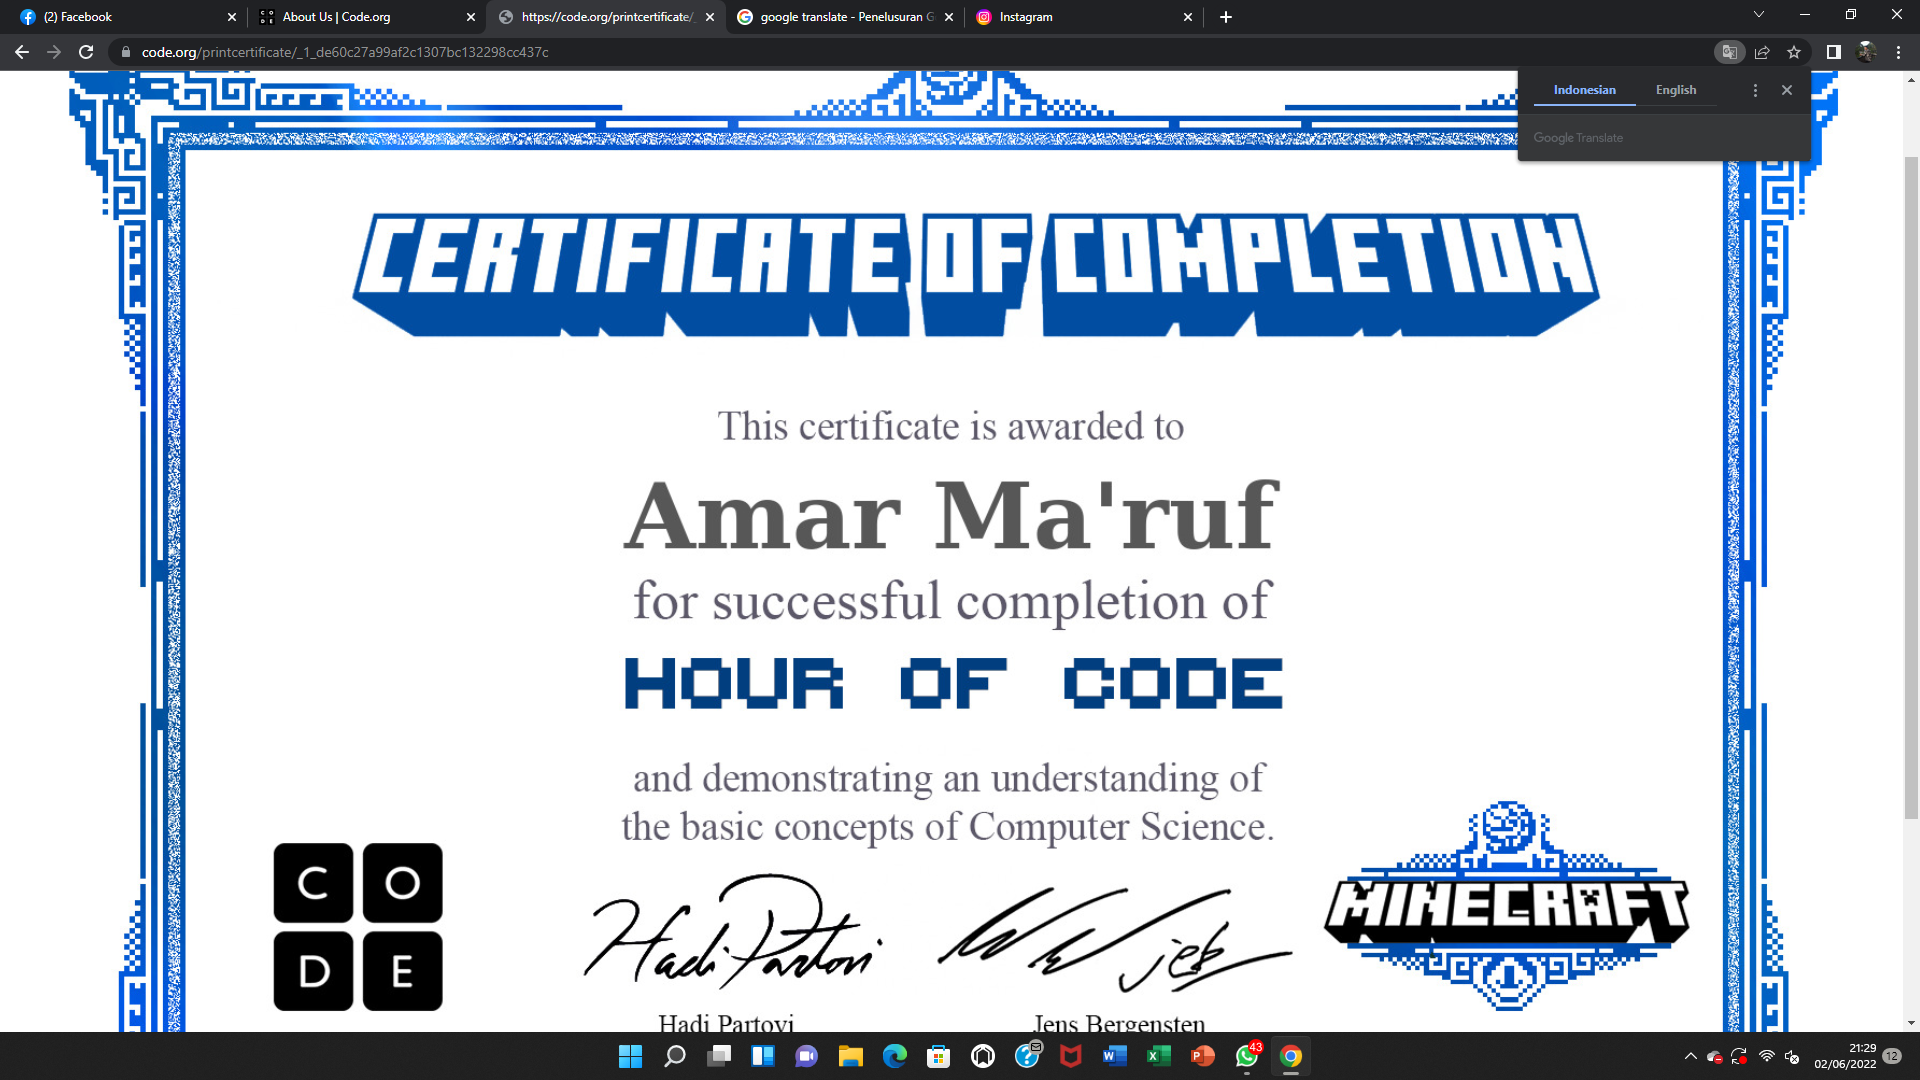 (2) Facebook
About Us | Code.org
https://code.org/printcertificate/_
google translate - Penelusuran G
Instagram
code.org/printcertificate/_1_de60c27a99af2c1307bc132298cc437c
Indonesian English
Google Translate
CERTIFICATE OF COMPLETION
This certificate is awarded to
Amar Ma'ruf
for successful completion of
HOUR OF CODE
and demonstrating an understanding of
the basic concepts of Computer Science.
C O
D E
Hadi Partovi
jeb
MINECRAFT
Hadi Partovi
Jens Bergensten
43
21:29
02/06/2022
12